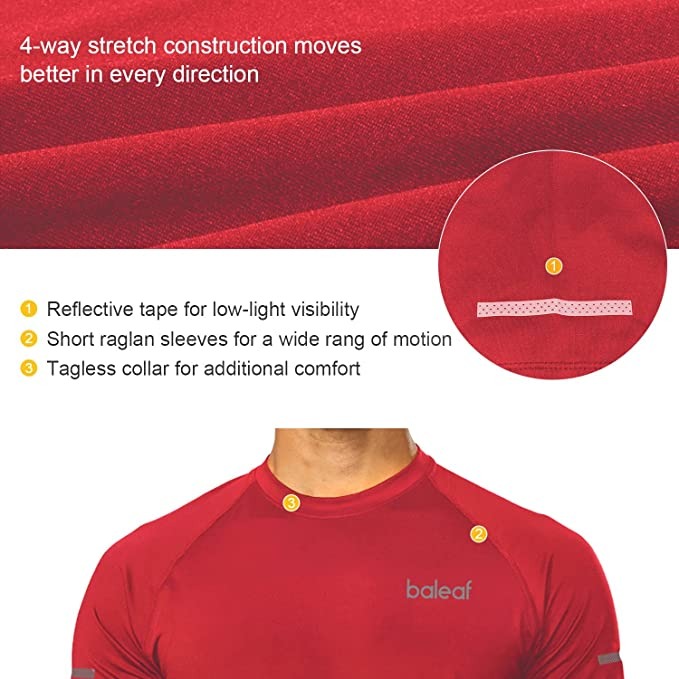 4-way stretch construction moves
better in every direction
1
1 Reflective tape for low-light visibility
2 Short raglan sleeves for a wide rang of motion
3 Tagless collar for additional comfort
3
2
baleaf